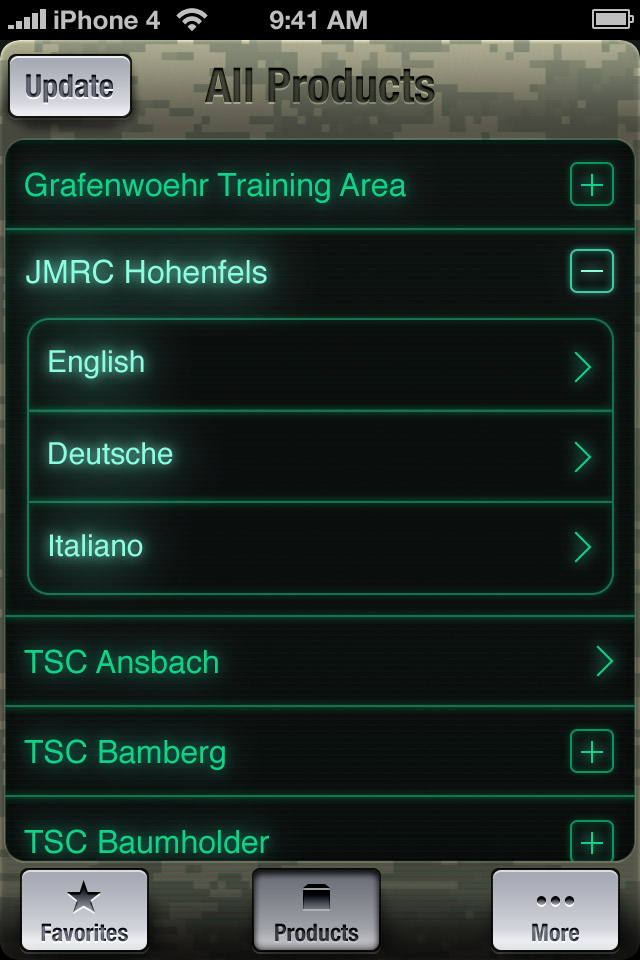 iPhone 4 9:41 AM
Update All Products
Grafenwoehr Training Area
JMRC Hohenfels
English
Deutsche
Italiano
TSC Ansbach
TSC Bamberg
TSC Baumholder
Favorites Products More